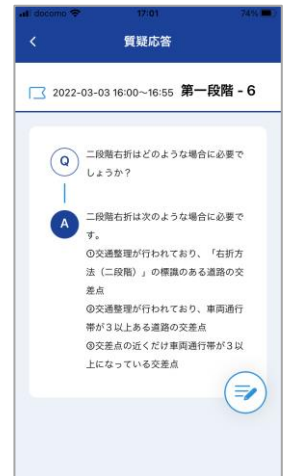 docomo 17:01 74%
質疑応答
2022-03-03 16:00~16:55 第一段階 - 6
Q 二段階右折はどのような場合に必要で
しょうか？
A 二段階右折は次のような場合に必要で
す。
①交通整理が行われており、「右折方
法（二段階）」の標識のある道路の交
差点
②交通整理が行われており、車両通行
帯が３以上ある道路の交差点
③交差点の近くだけ車両通行帯が３以
上になっている交差点